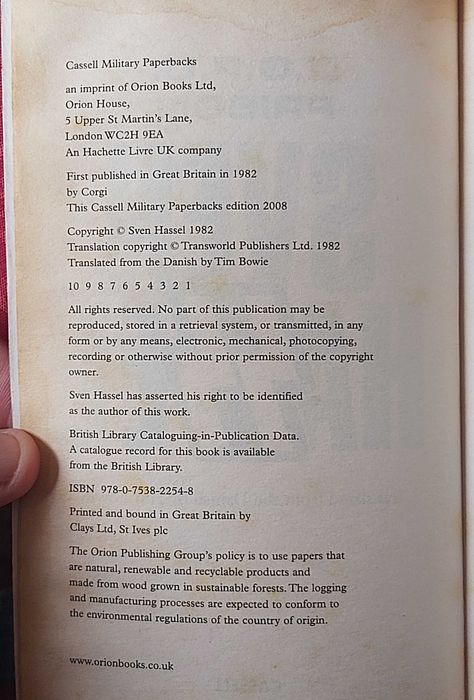 Cassell Military Paperbacks
an imprint of Orion Books Ltd,
Orion House,
5 Upper St Martin's Lane,
London WC2H 9EA
An Hachette Livre UK company
First published in Great Britain in 1982
by Corgi
This Cassell Military Paperbacks edition 2008
Copyright © Sven Hassel 1982
Translation copyright © Transworld Publishers Ltd. 1982
Translated from the Danish by Tim Bowie
10 9 8 7 6 5 4 3 2 1
All rights reserved. No part of this publication may be
reproduced, stored in a retrieval system, or transmitted, in any
form or by any means, electronic, mechanical, photocopying,
recording or otherwise without prior permission of the copyright
owner.
Sven Hassel has asserted his right to be identified
as the author of this work.
British Library Cataloguing-in-Publication Data.
A catalogue record for this book is available
from the British Library.
ISBN 978-0-7538-2254-8
Printed and bound in Great Britain by
Clays Ltd, St Ives plc
The Orion Publishing Group's policy is to use papers that
are natural, renewable and recyclable products and
made from wood grown in sustainable forests. The logging
and manufacturing processes are expected to conform to
the environmental regulations of the country of origin.
www.orionbooks.co.uk